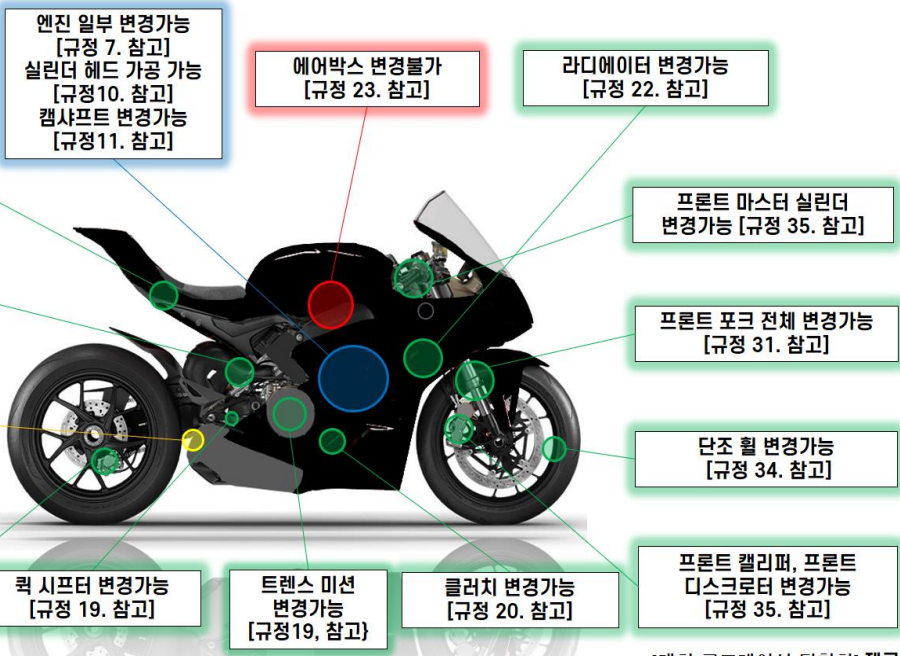 엔진 일부 변경가능
[규정 7. 참고]
실린더 헤드 가공 가능
[규정10. 참고]
캠샤프트 변경가능
[규정11. 참고]
에어박스 변경불가
[규정 23. 참고]
라디에이터 변경가능
[규정 22. 참고]
프론트 마스터 실린더
변경가능 [규정 35. 참고]
프론트 포크 전체 변경가능
[규정 31. 참고]
단조 휠 변경가능
[규정 34. 참고]
퀵 시프터 변경가능
[규정 19. 참고]
트렌스 미션
변경가능
[규정19, 참고}
클러치 변경가능
[규정 20. 참고]
프론트 캘리퍼, 프론트
디스크로터 변경가능
[규정 35. 참고]